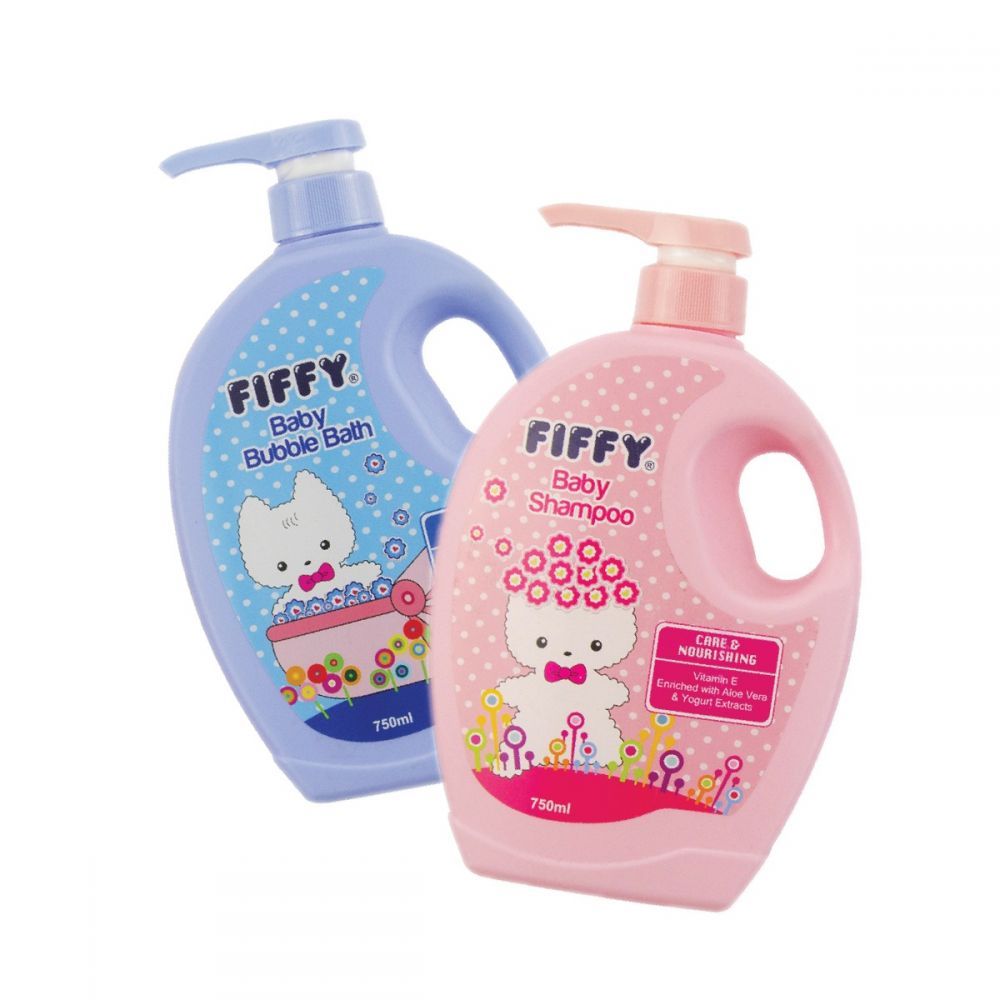 FIFFY®
Baby
Bubble Bath
750ml
FIFFY®
Baby
Shampoo
CARE &
NOURISHING
Vitamin E
Enriched with Aloe Vera
& Yogurt Extracts
750ml